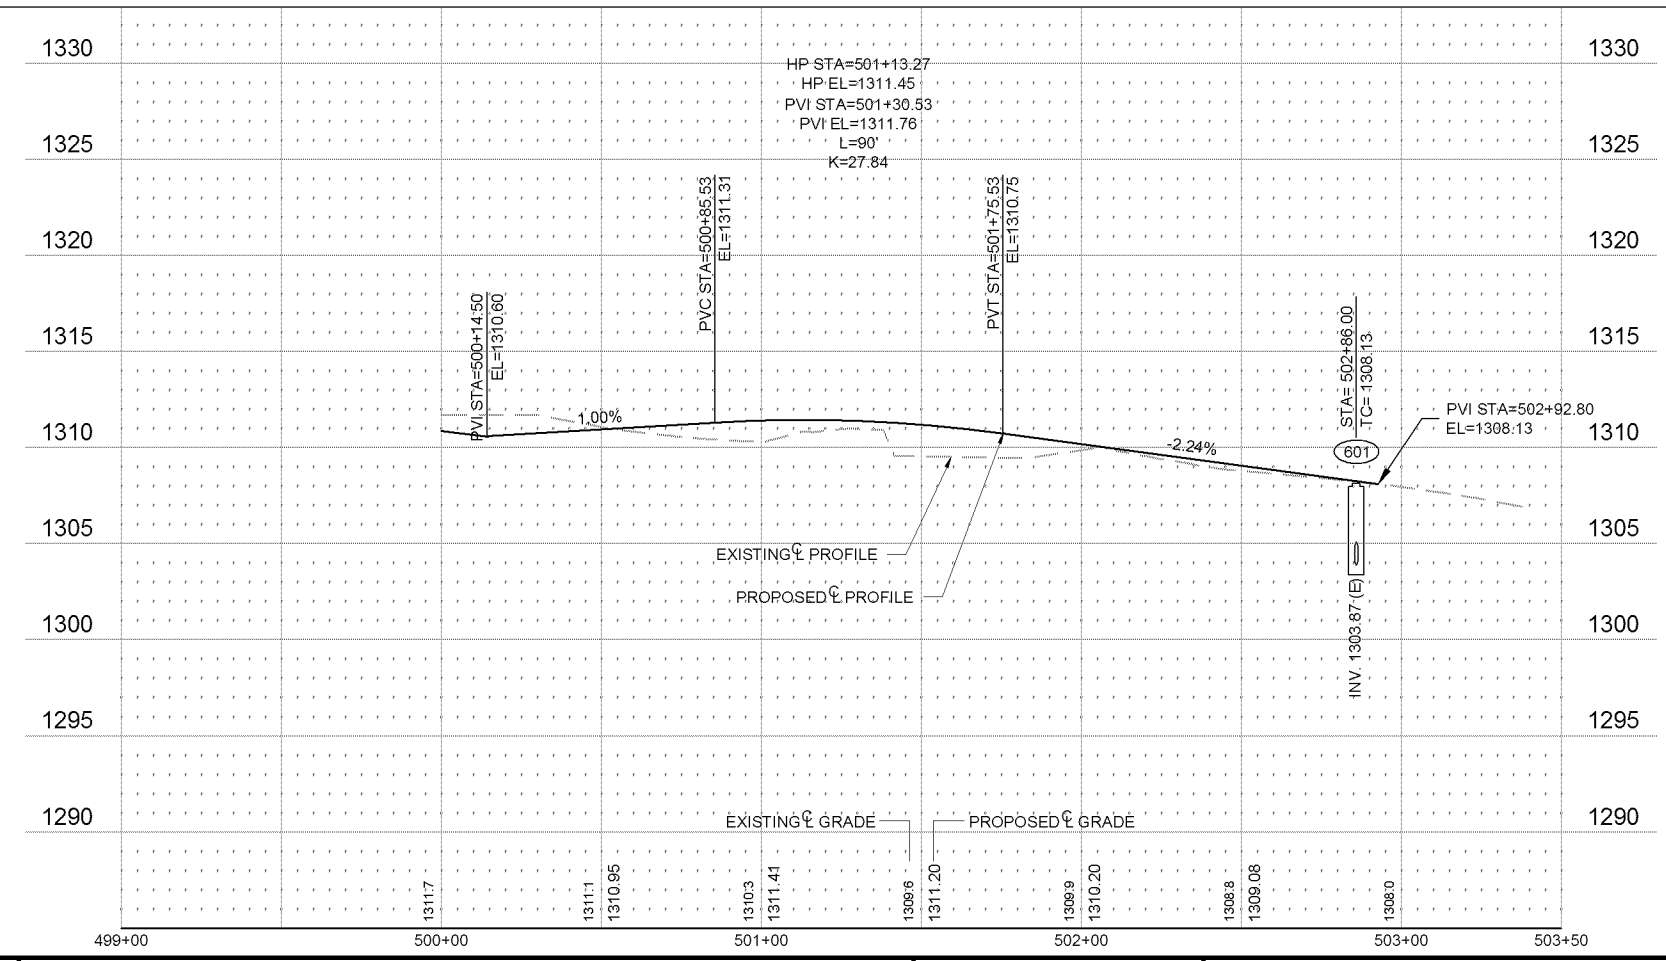 1330
1330
HP STA=501+13.27
HP EL=1311.45
PVI STA=501+30.53
PVI EL=1311.76
L=90'
K=27.84
1325
1325
PVC STA=500+85.53
EL=1311.31
PVT STA=501+75.53
EL=1310.75
1320
1320
PVI STA=500+14.50
EL=1310.60
STA= 502+86.00
TC= 1308.13
1315
1315
1.00%
PVI STA=502+92.80
EL=1308.13
1310
1310
-2.24%
601
1305
1305
EXISTING ℄ PROFILE
PROPOSED ℄ PROFILE
INV. 1303.87 (E)
1300
1300
1295
1295
1290
1290
EXISTING ℄ GRADE
PROPOSED ℄ GRADE
1311.7
1311.1
1310.95
1310.3
1311.41
1309.6
1311.20
1309.9
1310.20
1308.8
1309.08
1308.0
499+00
500+00
501+00
502+00
503+00
503+50